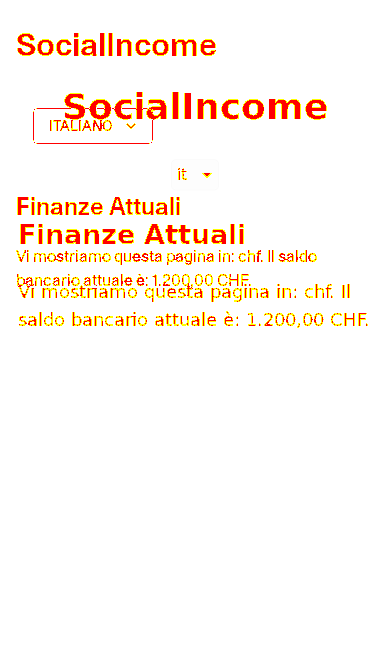 SocialIncome
SocialIncome
ITALIANO
it
Finanze Attuali
Finanze Attuali
Vi mostriamo questa pagina in: chf. Il saldo
bancario attuale è: 1.200,00 CHF.
Vi mostriamo questa pagina in: chf. Il
saldo bancario attuale è: 1.200,00 CHF.